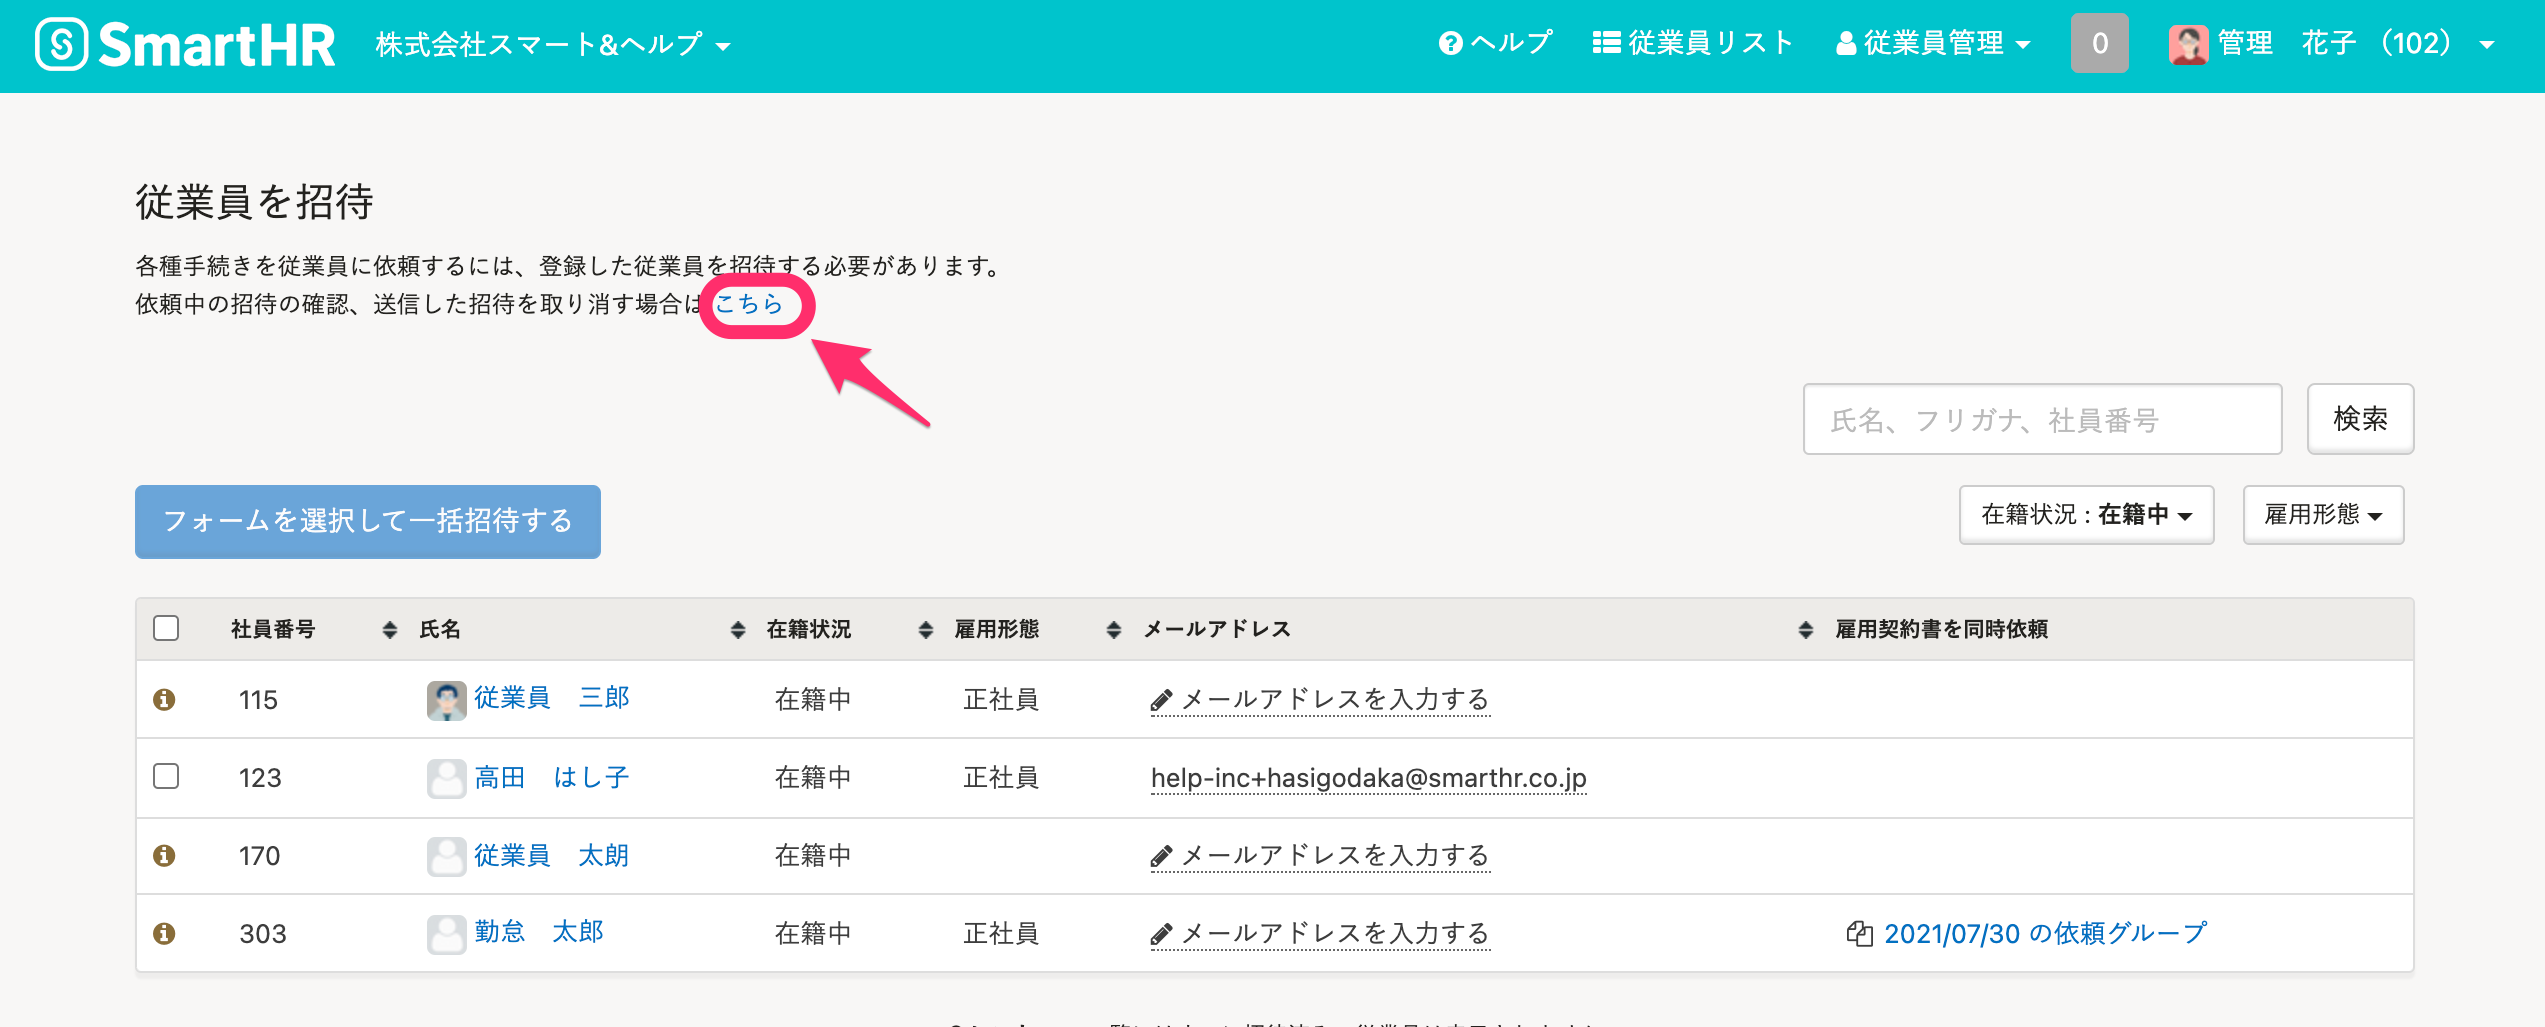 SmartHR 株式会社スマート&ヘルプ ヘルプ 従業員リスト 従業員管理 0 管理　花子（102）
従業員を招待
各種手続きを従業員に依頼するには、登録した従業員を招待する必要があります。
依頼中の招待の確認、送信した招待を取り消す場合はこちら
氏名、フリガナ、社員番号 検索
フォームを選択して一括招待する 在籍状況 : 在籍中 雇用形態
社員番号 氏名 在籍状況 雇用形態 メールアドレス 雇用契約書を同時依頼
115 従業員　三郎 在籍中 正社員 メールアドレスを入力する
123 高田　はし子 在籍中 正社員 help-inc+hasigodaka@smarthr.co.jp
170 従業員　太朗 在籍中 メールアドレスを入力する
303 勤怠　太郎 在籍中 正社員 メールアドレスを入力する 2021/07/30 の依頼グループ